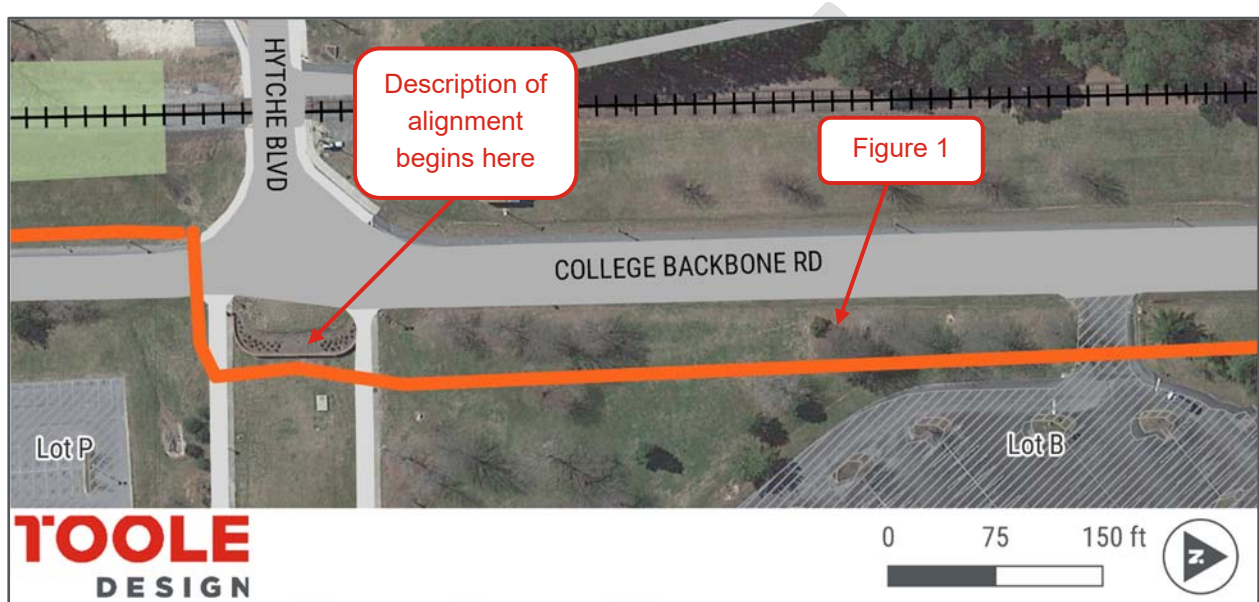 HYTCHE BLVD
Description of
alignment
begins here
Figure 1
COLLEGE BACKBONE RD
Lot P
Lot B
TOOLE
DESIGN
0 75 150 ft
N